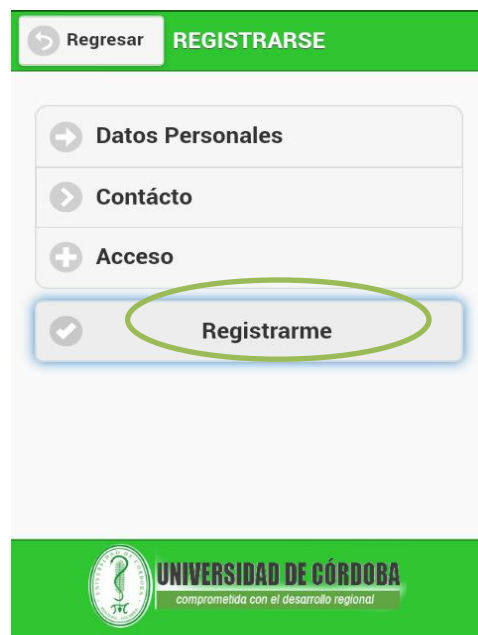 Regresar REGISTRARSE
Datos Personales
Contácto
Acceso
Registrarme
UNIVERSIDAD DE CÓRDOBA
comprometida con el desarrollo regional